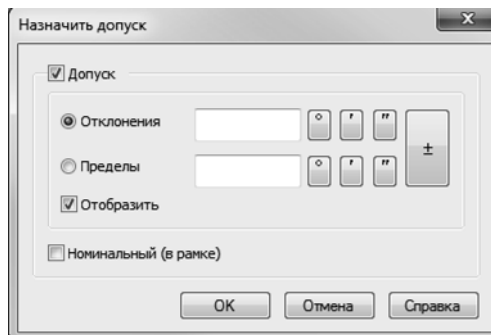 Назначить допуск
Допуск
Отклонения ° ' "
±
Пределы ° ' "
Отобразить
Номинальный (в рамке)
OK Отмена Справка